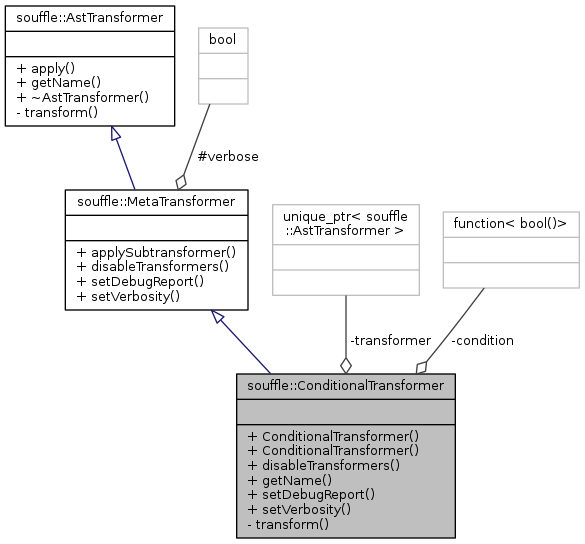 souffle::AstTransformer
+ apply()
+ getName()
+ ~AstTransformer()
- transform()
bool
#verbose
souffle::MetaTransformer
+ applySubtransformer()
+ disableTransformers()
+ setDebugReport()
+ setVerbosity()
unique_ptr< souffle
::AstTransformer >
function< bool()>
-transformer
-condition
souffle::ConditionalTransformer
+ ConditionalTransformer()
+ ConditionalTransformer()
+ disableTransformers()
+ getName()
+ setDebugReport()
+ setVerbosity()
- transform()